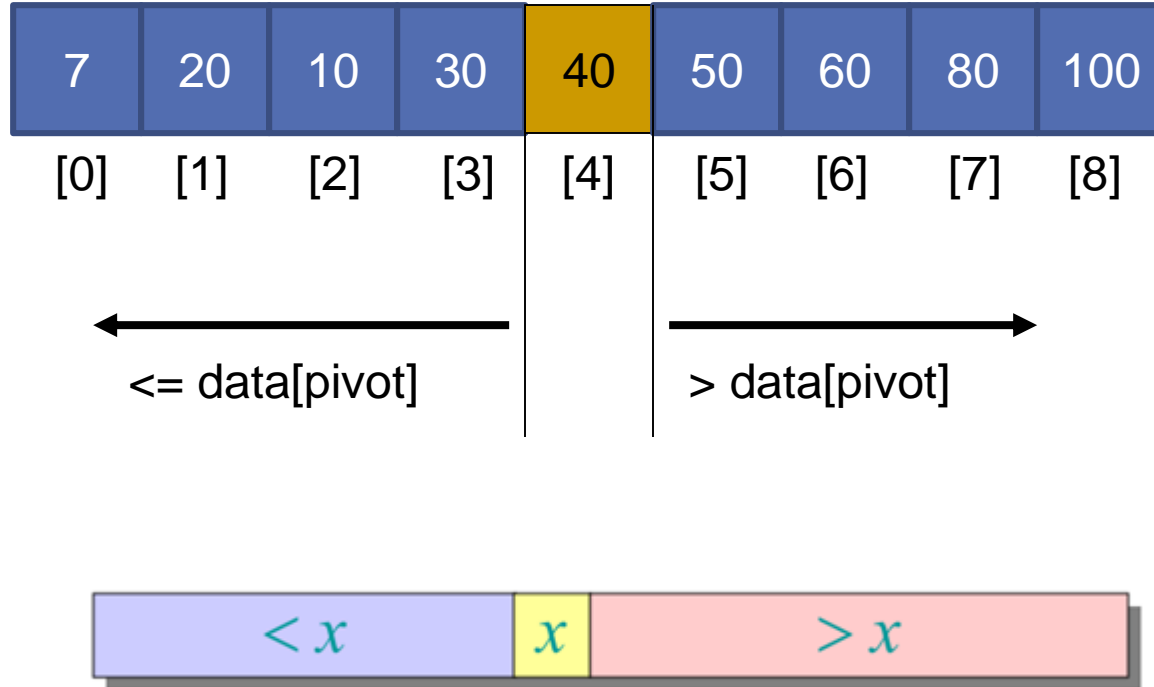 7 20 10 30 40 50 60 80 100
[0] [1] [2] [3] [4] [5] [6] [7] [8]
<= data[pivot] > data[pivot]
< x x > x